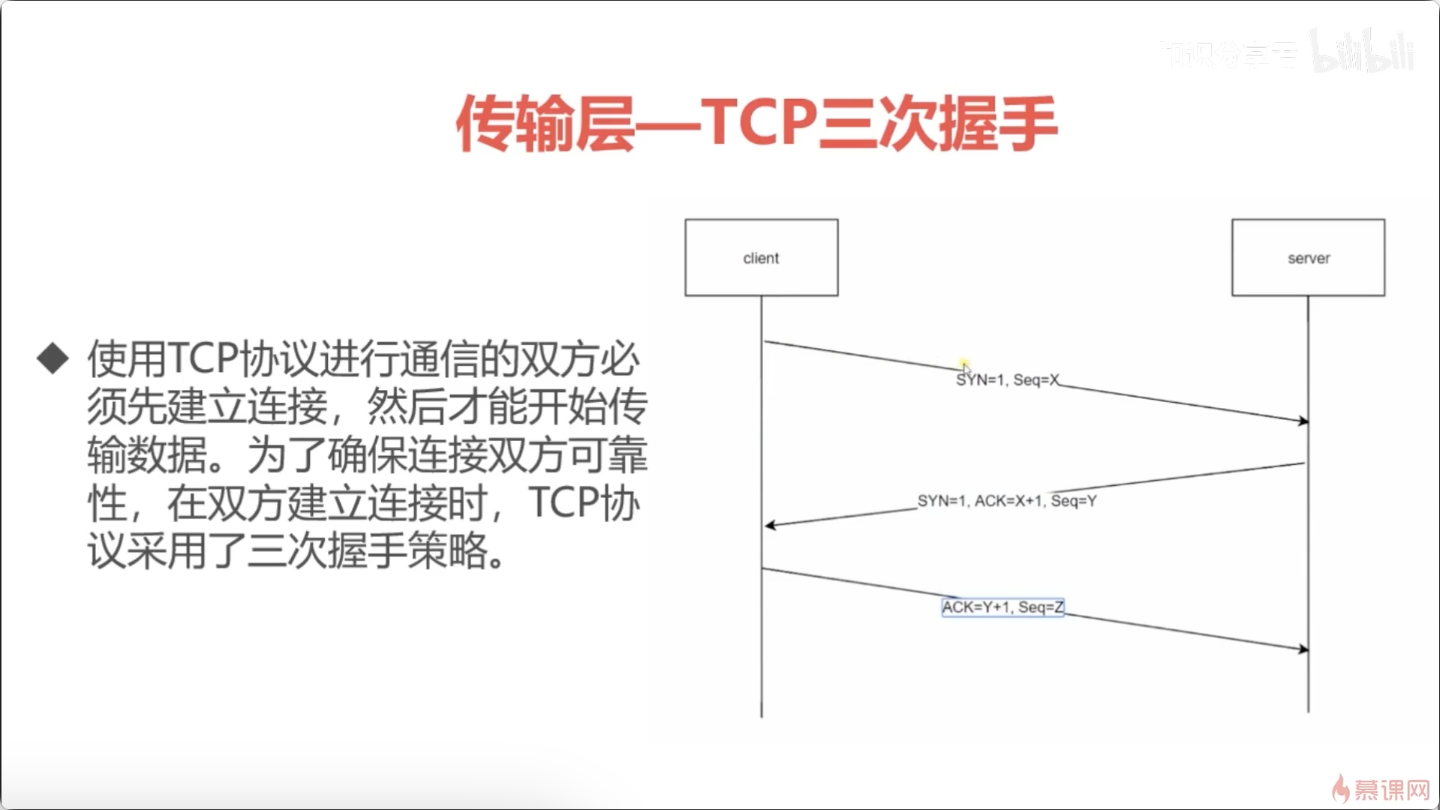 bilibili
传输层—TCP三次握手
client
server
使用TCP协议进行通信的双方必
须先建立连接，然后才能开始传
输数据。为了确保连接双方可靠
性，在双方建立连接时，TCP协
议采用了三次握手策略。
SYN=1, Seq=X
SYN=1, ACK=X+1, Seq=Y
ACK=Y+1, Seq=Z
慕课网